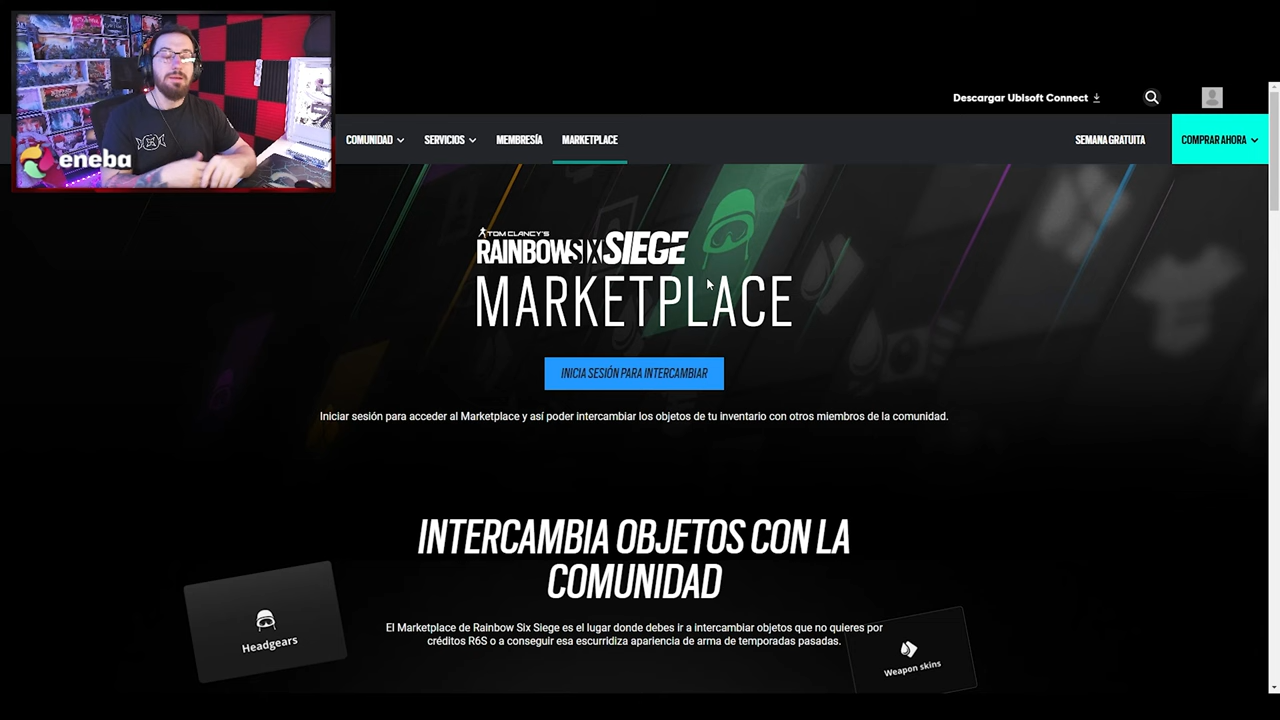 eneba
Descargar Ubisoft Connect
COMUNIDAD
SERVICIOS
MEMBRESÍA
MARKETPLACE
SEMANA GRATUITA
COMPRAR AHORA
TOM CLANCY'S
RAINBOWSIX SIEGE
MARKETPLACE
INICIA SESIÓN PARA INTERCAMBIAR
Iniciar sesión para acceder al Marketplace y así poder intercambiar los objetos de tu inventario con otros miembros de la comunidad.
INTERCAMBIA OBJETOS CON LA
COMUNIDAD
El Marketplace de Rainbow Six Siege es el lugar donde debes ir a intercambiar objetos que no quieres por
créditos R6S o a conseguir esa escurridiza apariencia de arma de temporadas pasadas.
Headgears
Weapon skins